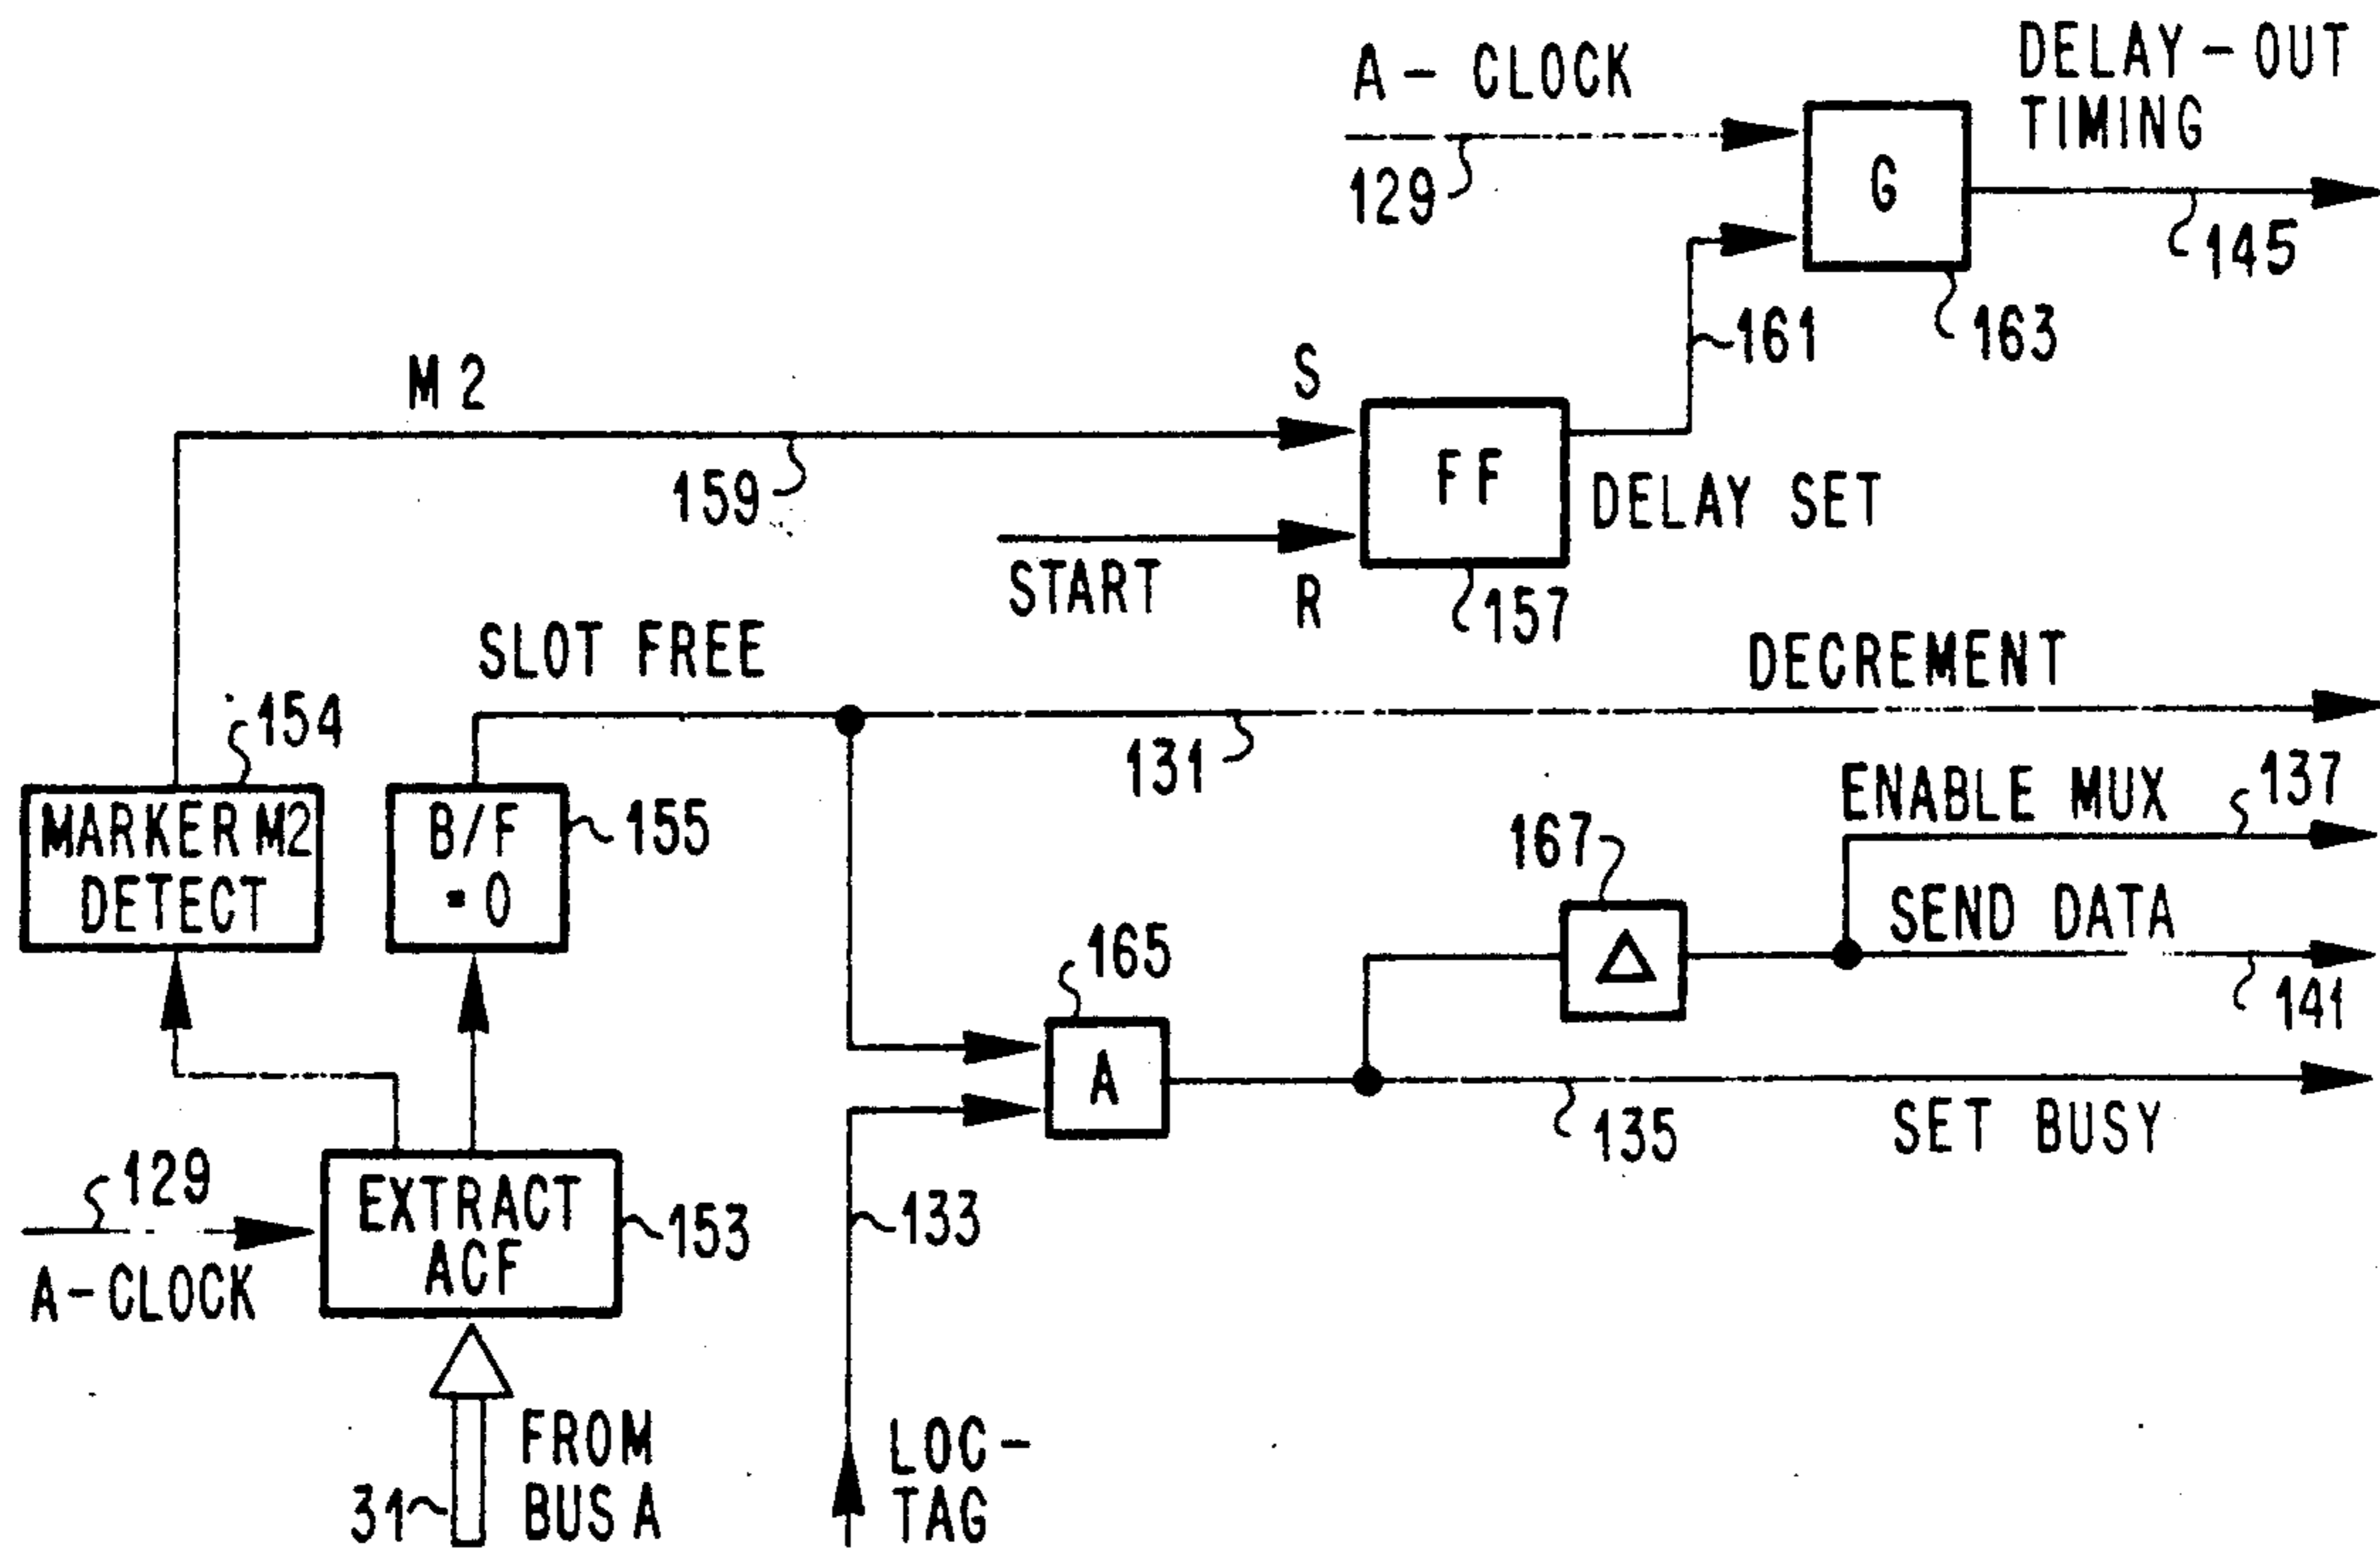 A - CLOCK
129
G
DELAY - OUT
TIMING
145
163
161
M2
159
S
FF
DELAY SET
START
R
157
SLOT FREE
DECREMENT
131
154
MARKER M2
DETECT
B/F
= 0
155
ENABLE MUX
137
167
Δ
SEND DATA
141
165
A
135
SET BUSY
129
A-CLOCK
EXTRACT
ACF
153
133
31
FROM
BUS A
LOC-
TAG